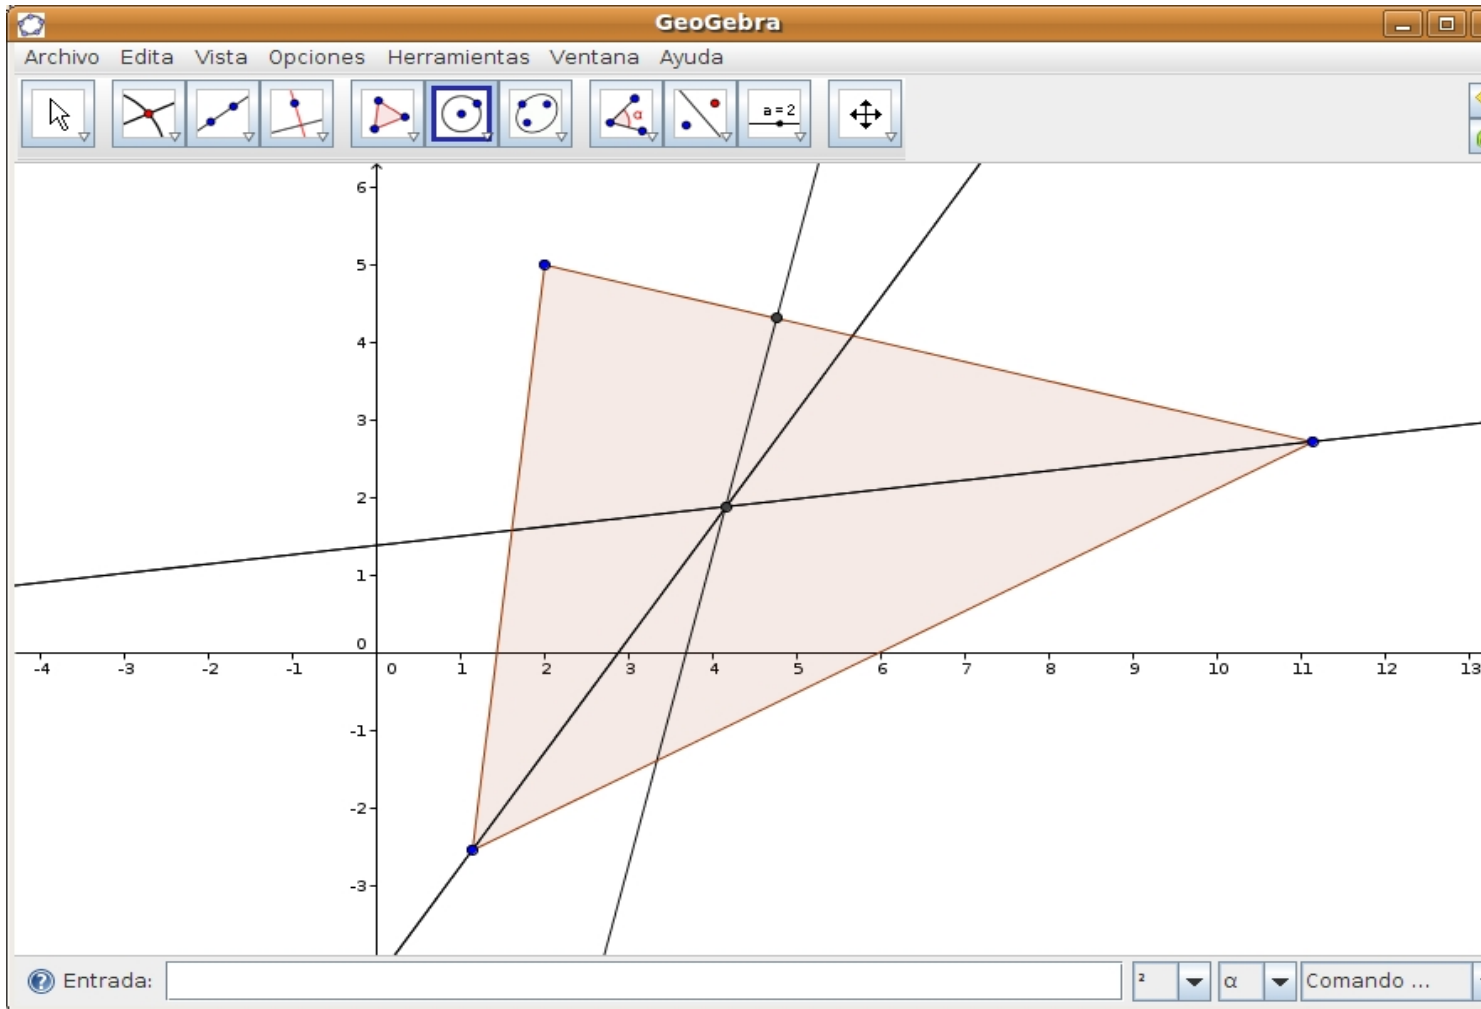 GeoGebra
Archivo Edita Vista Opciones Herramientas Ventana Ayuda
α a=2
6
5
4
3
2
1
0
-4 -3 -2 -1 0 1 2 3 4 5 6 7 8 9 10 11 12 13
-1
-2
-3
Entrada: ² α Comando ...